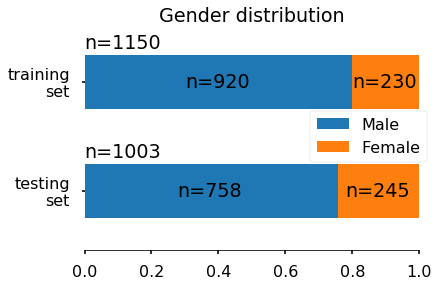 Gender distribution
n=1150
training
set
n=920
n=230
Male
Female
n=1003
testing
set
n=758
n=245
0.0 0.2 0.4 0.6 0.8 1.0